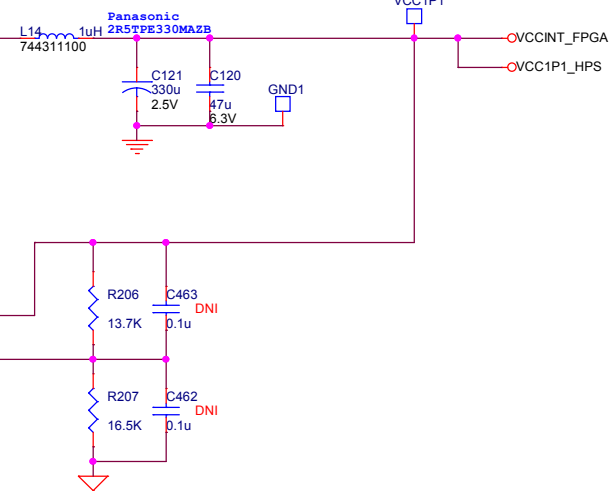 VCC1P1
Panasonic
L14 1uH 2R5TPE330MAZB
744311100
VCCINT_FPGA
VCC1P1_HPS
C121 C120
330u 47u
2.5V 6.3V
GND1
R206 C463
DNI
13.7K 0.1u
R207 C462
DNI
16.5K 0.1u